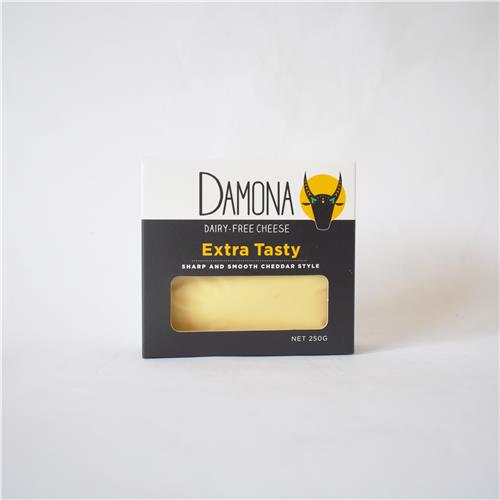 DAMONA
DAIRY-FREE CHEESE
Extra Tasty
SHARP AND SMOOTH CHEDDAR STYLE
NET 250G